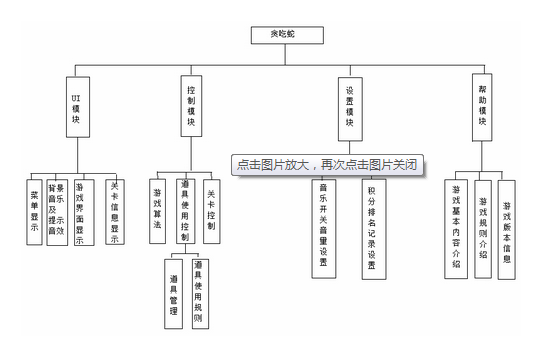 贪吃蛇
UI模块
控制模块
设置模块
帮助模块
点击图片放大，再次点击图片关闭
菜单显示
背景音乐及提示音效
游戏界面显示
关卡信息显示
游戏算法
道具使用控制
关卡控制
音乐开关音量设置
积分排名记录设置
游戏基本内容介绍
游戏规则介绍
游戏版本信息
道具管理
道具使用规则